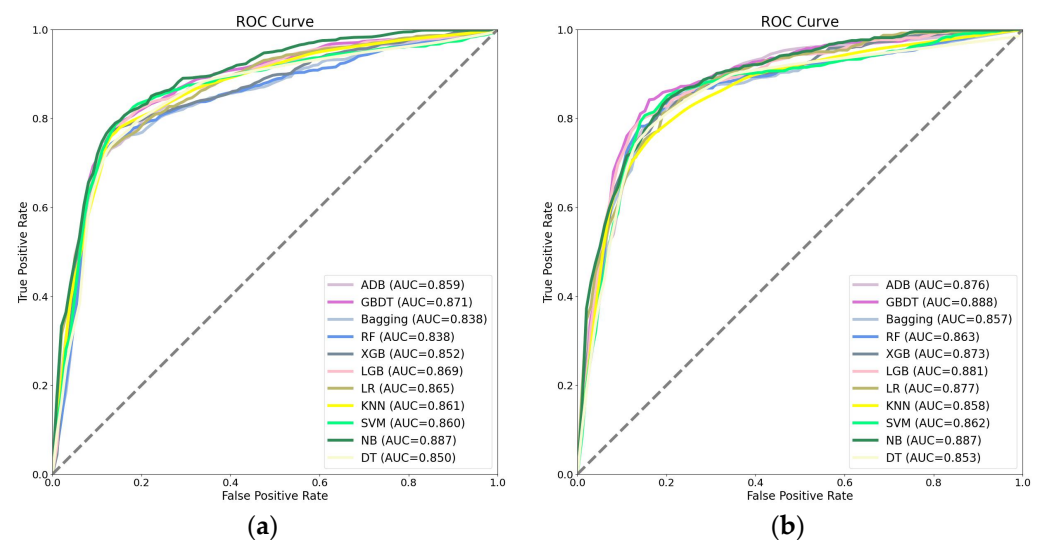 ROC Curve
1.0
0.8
0.6
0.4
0.2
0.0
True Positive Rate
ADB (AUC=0.859)
GBDT (AUC=0.871)
Bagging (AUC=0.838)
RF (AUC=0.838)
XGB (AUC=0.852)
LGB (AUC=0.869)
LR (AUC=0.865)
KNN (AUC=0.861)
SVM (AUC=0.860)
NB (AUC=0.887)
DT (AUC=0.850)
0.0 0.2 0.4 0.6 0.8 1.0
False Positive Rate
(a)
ROC Curve
1.0
0.8
0.6
0.4
0.2
0.0
True Positive Rate
ADB (AUC=0.876)
GBDT (AUC=0.888)
Bagging (AUC=0.857)
RF (AUC=0.863)
XGB (AUC=0.873)
LGB (AUC=0.881)
LR (AUC=0.877)
KNN (AUC=0.858)
SVM (AUC=0.862)
NB (AUC=0.887)
DT (AUC=0.853)
0.0 0.2 0.4 0.6 0.8 1.0
False Positive Rate
(b)